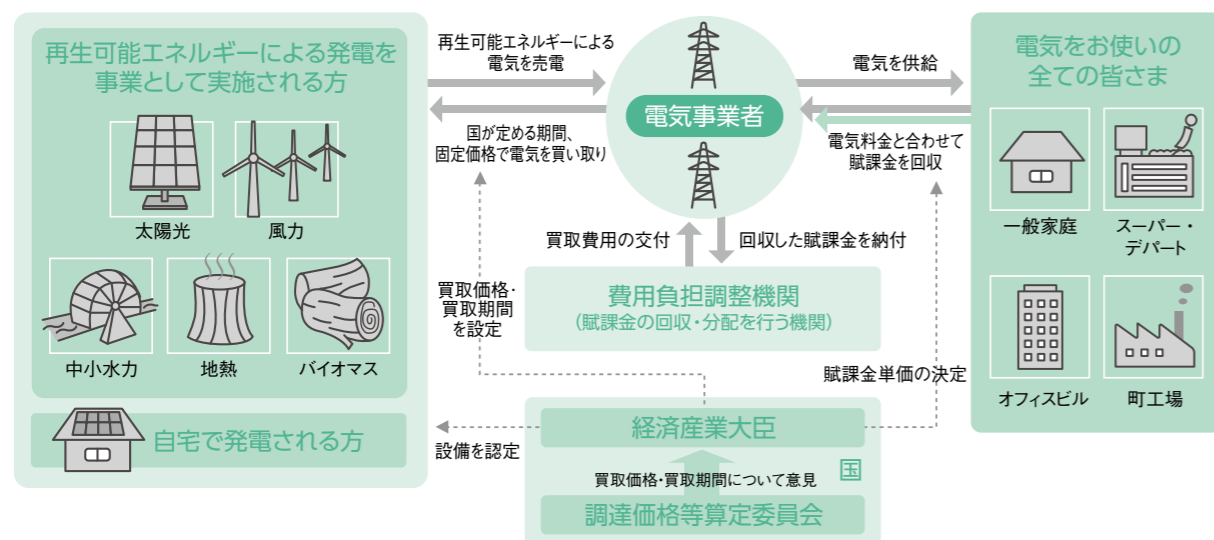 再生可能エネルギーによる発電を
事業として実施される方
太陽光
風力
中小水力
地熱
バイオマス
自宅で発電される方
再生可能エネルギーによる
電気を売電
国が定める期間、
固定価格で電気を買い取り
電気事業者
電気を供給
電気料金と合わせて
賦課金を回収
電気をお使いの
全ての皆さま
一般家庭
スーパー・
デパート
オフィスビル
町工場
買取費用の交付
回収した賦課金を納付
費用負担調整機関
（賦課金の回収・分配を行う機関）
買取価格・
買取期間
を設定
賦課金単価の決定
設備を認定
経済産業大臣
買取価格・買取期間について意見
国
調達価格等算定委員会